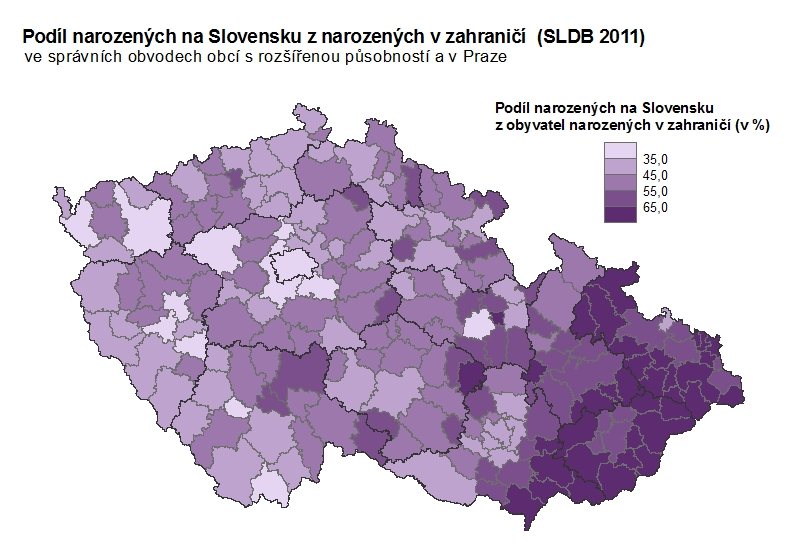 Podíl narozených na Slovensku z narozených v zahraničí (SLDB 2011)
ve správních obvodech obcí s rozšířenou působností a v Praze
Podíl narozených na Slovensku
z obyvatel narozených v zahraničí (v %)
35,0
45,0
55,0
65,0